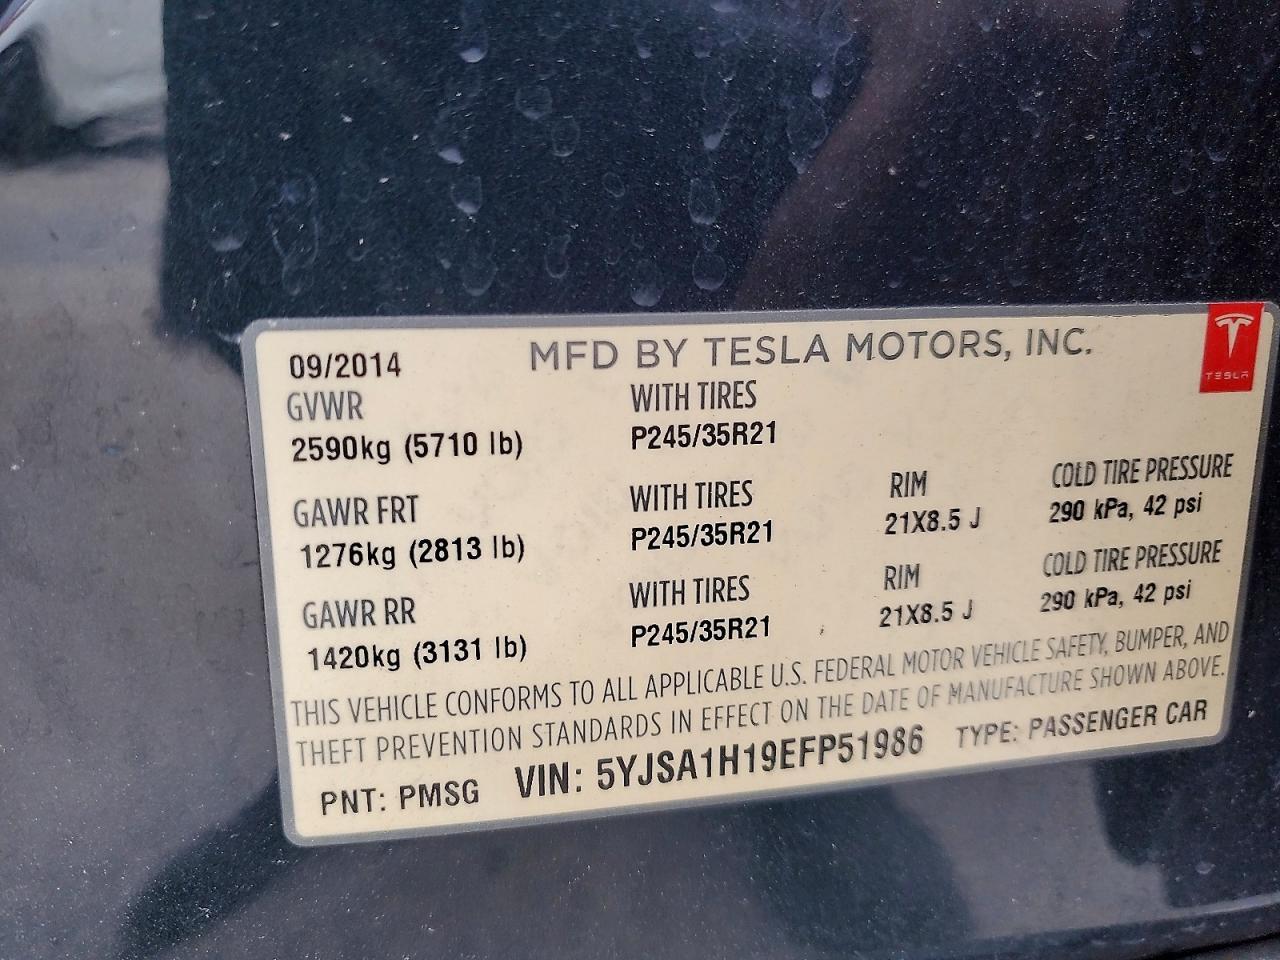 09/2014 MFD BY TESLA MOTORS, INC. TESLA
GVWR WITH TIRES
2590kg (5710 lb) P245/35R21
GAWR FRT WITH TIRES RIM COLD TIRE PRESSURE
1276kg (2813 lb) P245/35R21 21X8.5 J 290 kPa, 42 psi
GAWR RR WITH TIRES RIM COLD TIRE PRESSURE
1420kg (3131 lb) P245/35R21 21X8.5 J 290 kPa, 42 psi
THIS VEHICLE CONFORMS TO ALL APPLICABLE U.S. FEDERAL MOTOR VEHICLE SAFETY, BUMPER, AND
THEFT PREVENTION STANDARDS IN EFFECT ON THE DATE OF MANUFACTURE SHOWN ABOVE.
PNT: PMSG VIN: 5YJSA1H19EFP51986 TYPE: PASSENGER CAR